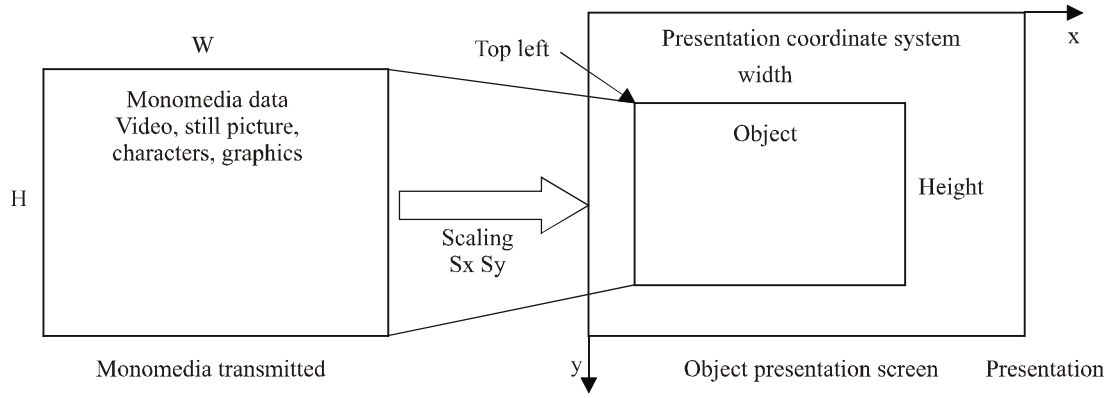 W
Monomedia data
Video, still picture,
characters, graphics
H
Scaling
Sx Sy
Monomedia transmitted
Top left
Presentation coordinate system
width
x
Object
Height
y
Object presentation screen
Presentation